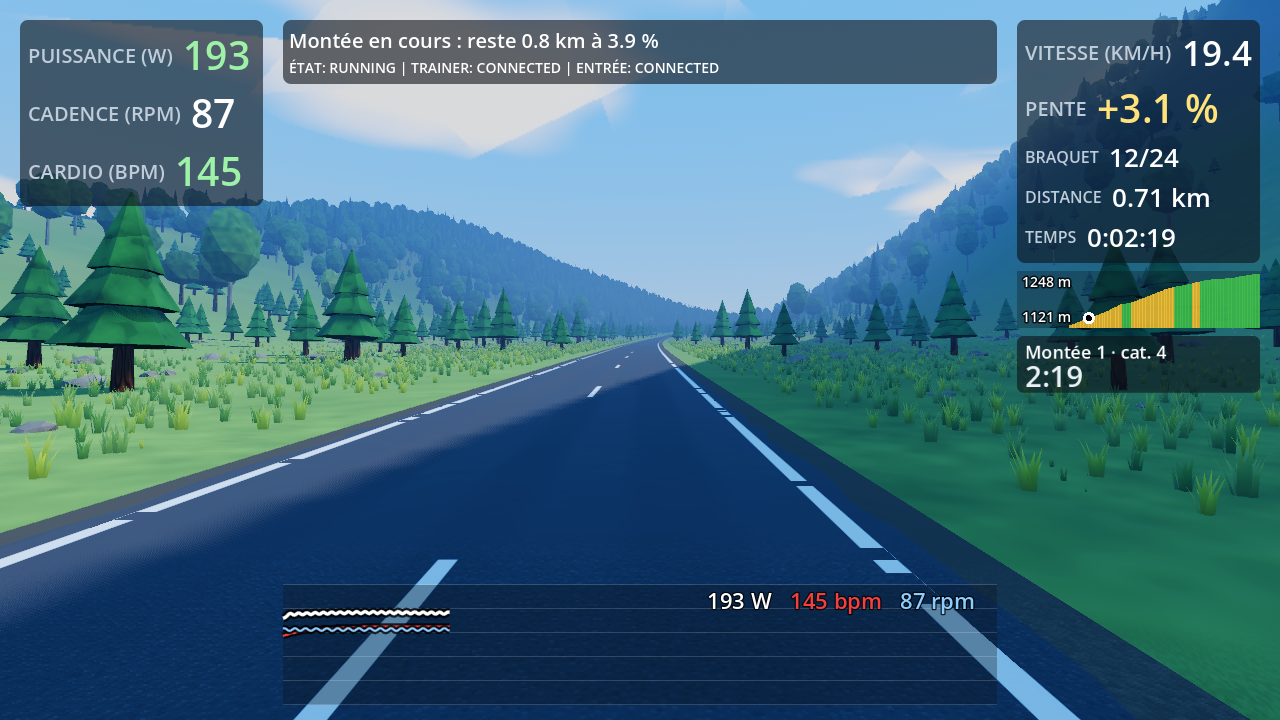 PUISSANCE (W) 193
CADENCE (RPM) 87
CARDIO (BPM) 145
Montée en cours : reste 0.8 km à 3.9 %
ÉTAT: RUNNING | TRAINER: CONNECTED | ENTRÉE: CONNECTED
VITESSE (KM/H) 19.4
PENTE +3.1 %
BRAQUET 12/24
DISTANCE 0.71 km
TEMPS 0:02:19
1248 m
1121 m
Montée 1 · cat. 4
2:19
193 W 145 bpm 87 rpm